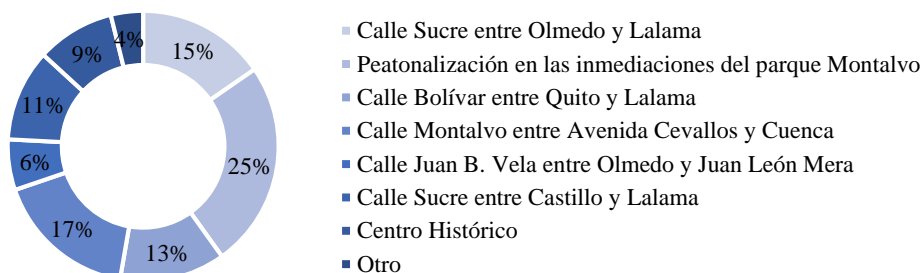 4%
15%
9%
11%
25%
6%
17%
13%
Calle Sucre entre Olmedo y Lalama
Peatonalización en las inmediaciones del parque Montalvo
Calle Bolívar entre Quito y Lalama
Calle Montalvo entre Avenida Cevallos y Cuenca
Calle Juan B. Vela entre Olmedo y Juan León Mera
Calle Sucre entre Castillo y Lalama
Centro Histórico
Otro